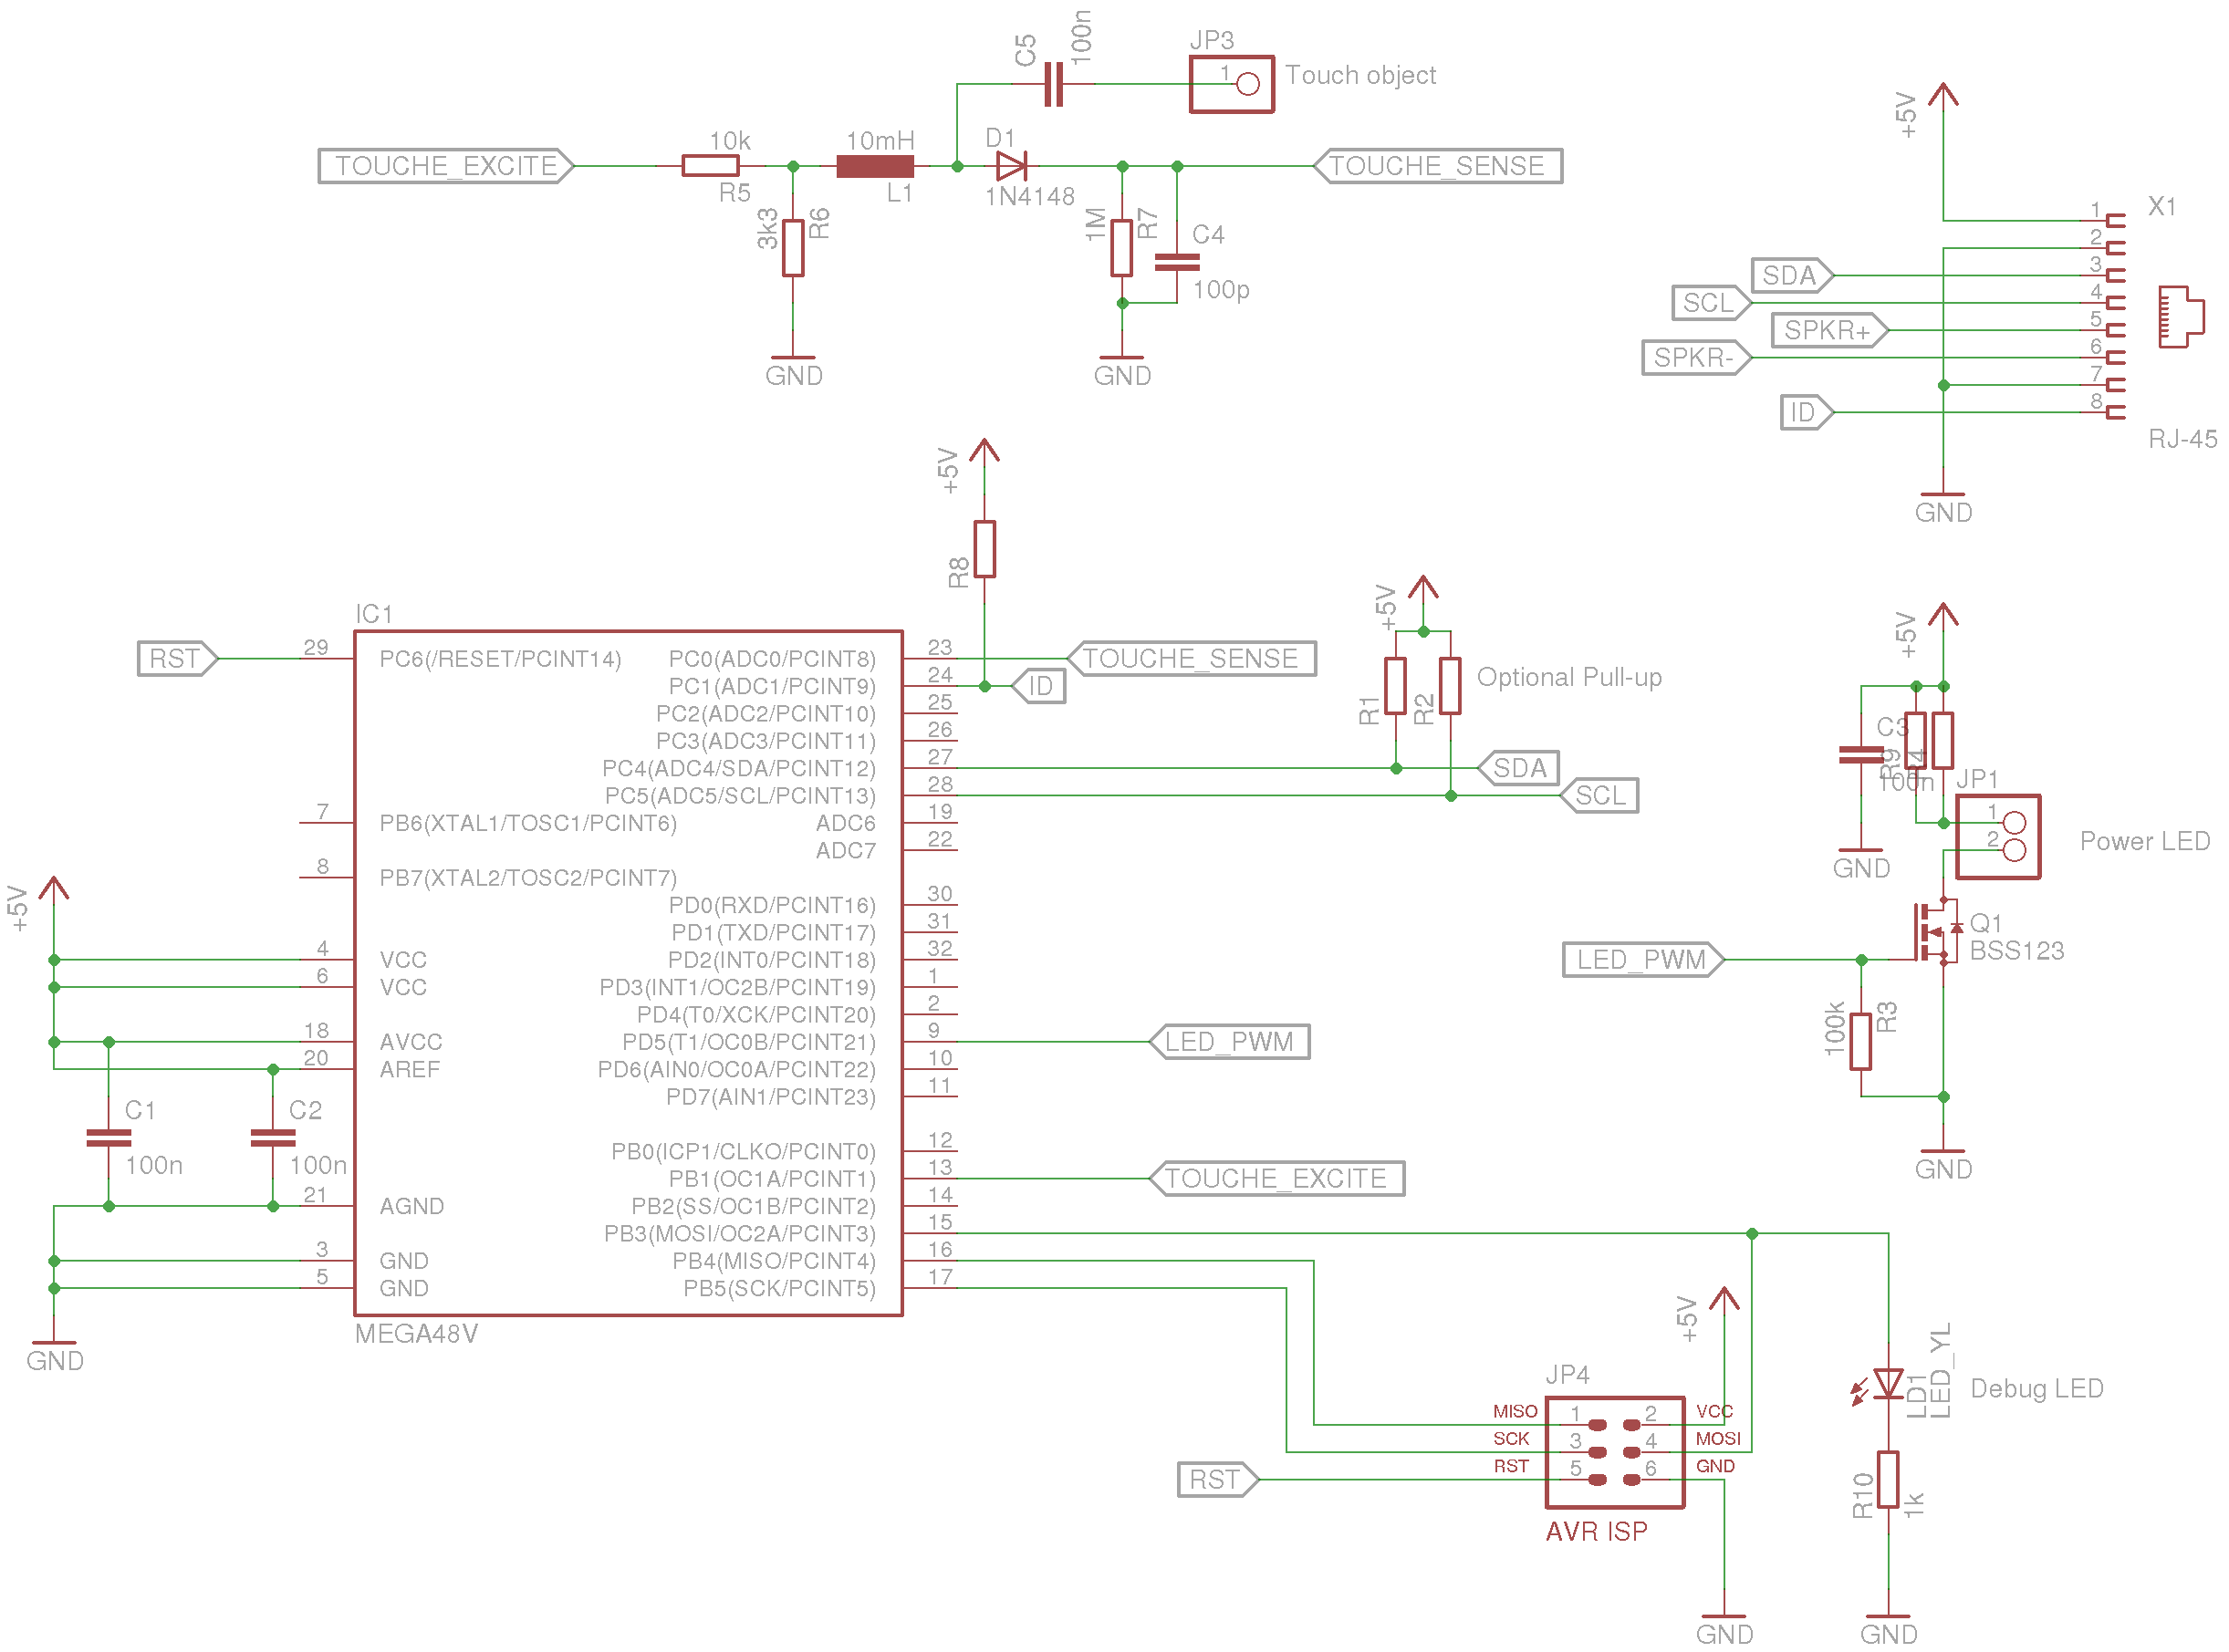 C5
100n
JP3
1
Touch object
TOUCHE_EXCITE
10k
R5
10mH
L1
D1
1N4148
TOUCHE_SENSE
3k3
R6
1M
R7
C4
100p
GND
GND
+5V
X1
1
2
3
4
5
6
7
8
SDA
SCL
SPKR+
SPKR-
ID
RJ-45
GND
+5V
R8
IC1
RST
29
PC6(/RESET/PCINT14)
PC0(ADC0/PCINT8)
23
TOUCHE_SENSE
PC1(ADC1/PCINT9)
24
ID
PC2(ADC2/PCINT10)
25
PC3(ADC3/PCINT11)
26
PC4(ADC4/SDA/PCINT12)
27
SDA
PC5(ADC5/SCL/PCINT13)
28
SCL
+5V
R1
R2
Optional Pull-up
7
PB6(XTAL1/TOSC1/PCINT6)
ADC6
19
ADC7
22
8
PB7(XTAL2/TOSC2/PCINT7)
PD0(RXD/PCINT16)
30
PD1(TXD/PCINT17)
31
+5V
4
VCC
PD2(INT0/PCINT18)
32
6
VCC
PD3(INT1/OC2B/PCINT19)
1
PD4(T0/XCK/PCINT20)
2
18
AVCC
PD5(T1/OC0B/PCINT21)
9
LED_PWM
20
AREF
PD6(AIN0/OC0A/PCINT22)
10
PD7(AIN1/PCINT23)
11
C1
100n
C2
100n
PB0(ICP1/CLKO/PCINT0)
12
PB1(OC1A/PCINT1)
13
TOUCHE_EXCITE
21
AGND
PB2(SS/OC1B/PCINT2)
14
PB3(MOSI/OC2A/PCINT3)
15
3
GND
PB4(MISO/PCINT4)
16
5
GND
PB5(SCK/PCINT5)
17
GND
MEGA48V
+5V
C3
100n
R9
R4
JP1
1
2
Power LED
GND
Q1
BSS123
LED_PWM
100k
R3
GND
+5V
JP4
MISO
1
2
VCC
SCK
3
4
MOSI
RST
RST
5
6
GND
AVR ISP
GND
LD1
LED_YL
Debug LED
R10
1k
GND